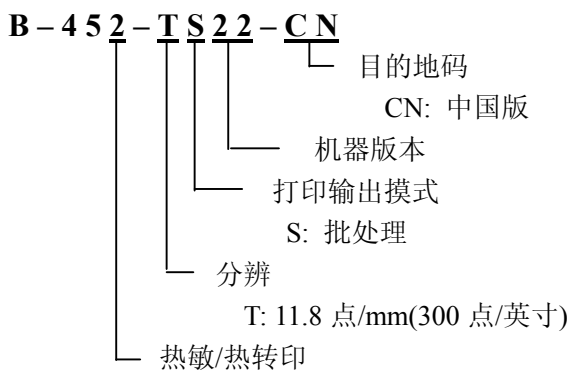 B – 4 5 2 – T S 2 2 – C N
目的地码
CN: 中国版
机器版本
打印输出摸式
S: 批处理
分辨
T: 11.8 点/mm(300 点/英寸)
热敏/热转印